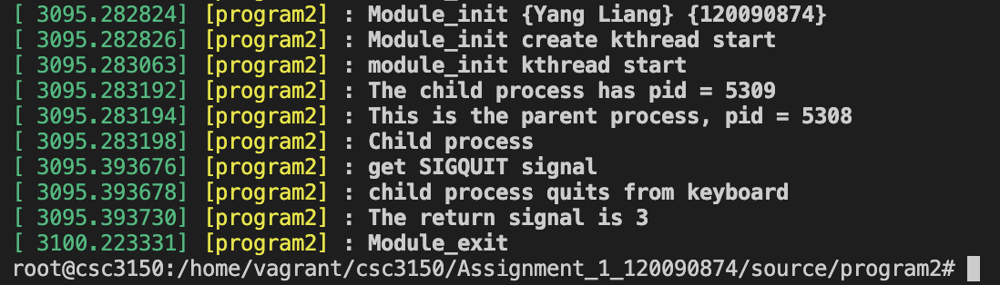 [ 3095.282824] [program2] : Module_init {Yang Liang} {120090874}
[ 3095.282826] [program2] : Module_init create kthread start
[ 3095.283063] [program2] : module_init kthread start
[ 3095.283192] [program2] : The child process has pid = 5309
[ 3095.283194] [program2] : This is the parent process, pid = 5308
[ 3095.283198] [program2] : Child process
[ 3095.393676] [program2] : get SIGQUIT signal
[ 3095.393678] [program2] : child process quits from keyboard
[ 3095.393730] [program2] : The return signal is 3
[ 3100.223331] [program2] : Module_exit
root@csc3150:/home/vagrant/csc3150/Assignment_1_120090874/source/program2#